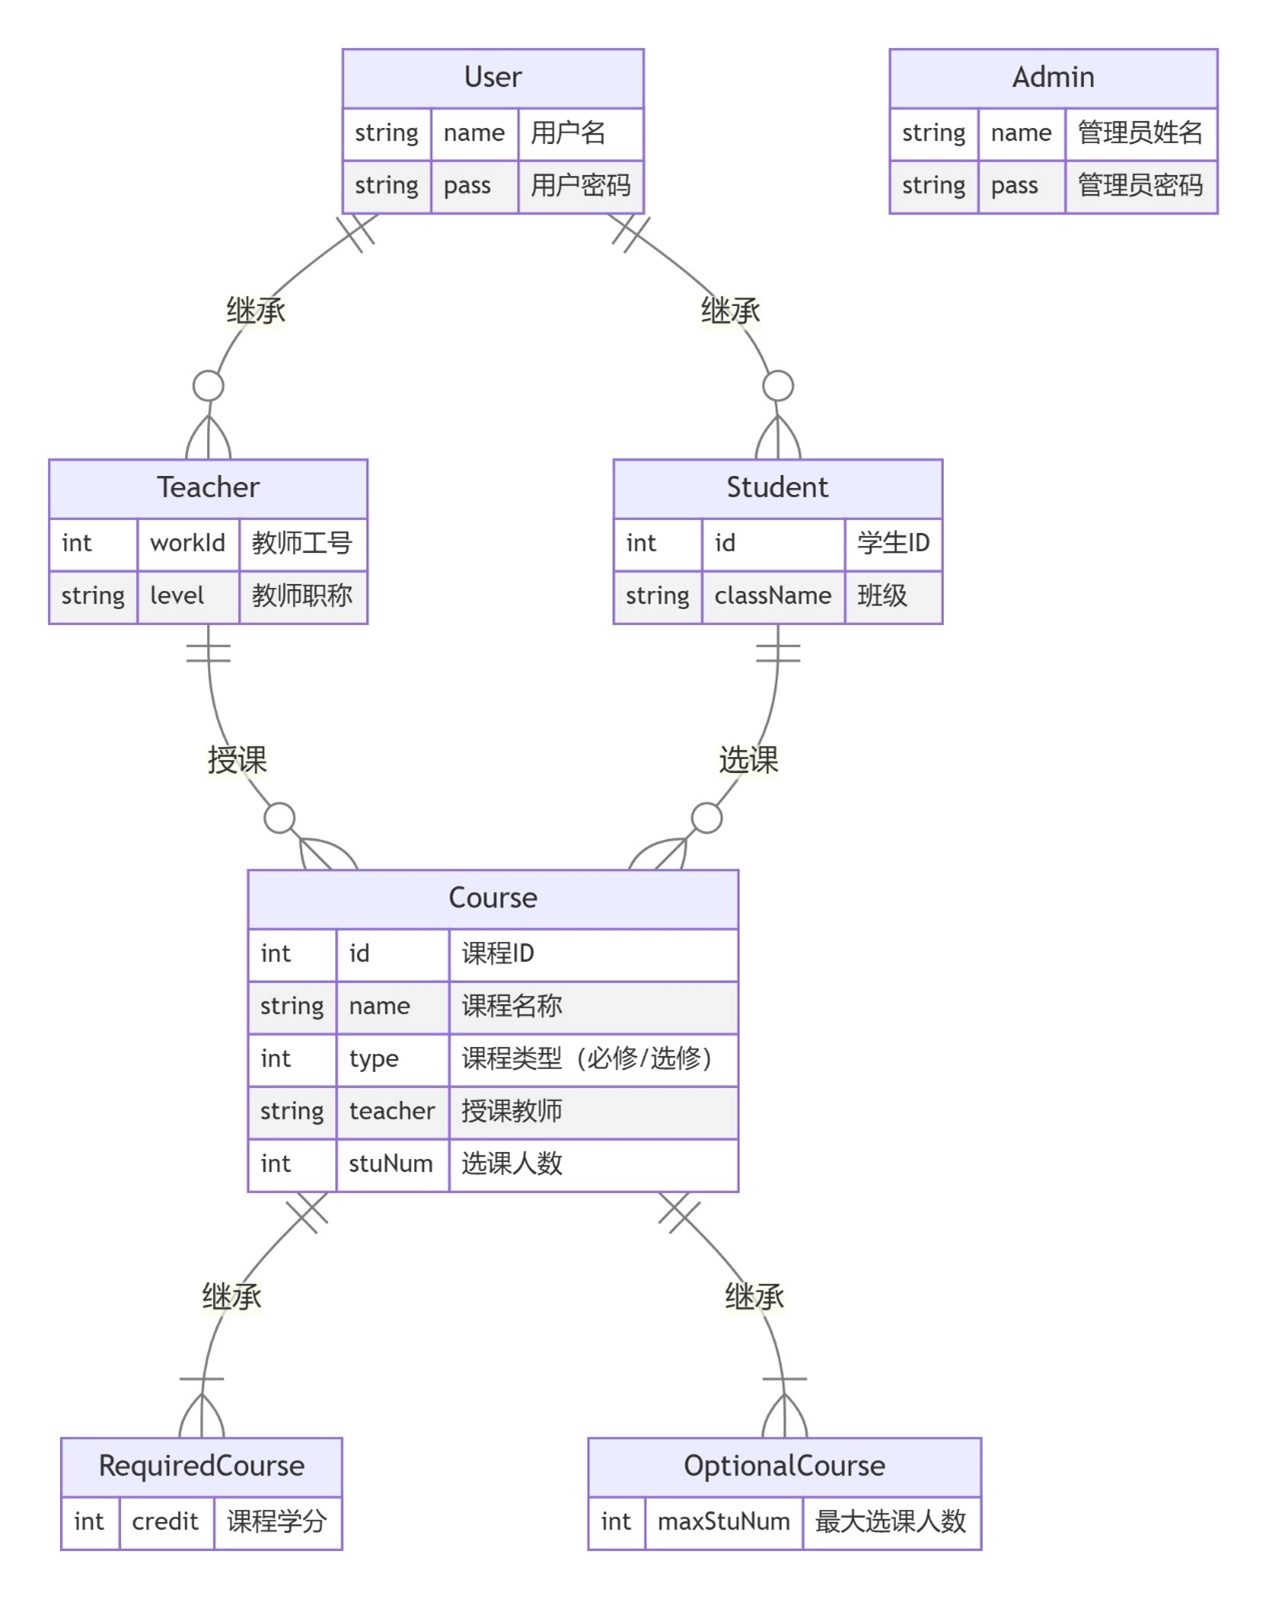 User
string name 用户名
string pass 用户密码
Admin
string name 管理员姓名
string pass 管理员密码
继承
继承
Teacher
int workId 教师工号
string level 教师职称
Student
int id 学生ID
string className 班级
授课
选课
Course
int id 课程ID
string name 课程名称
int type 课程类型（必修/选修）
string teacher 授课教师
int stuNum 选课人数
继承
继承
RequiredCourse
int credit 课程学分
OptionalCourse
int maxStuNum 最大选课人数